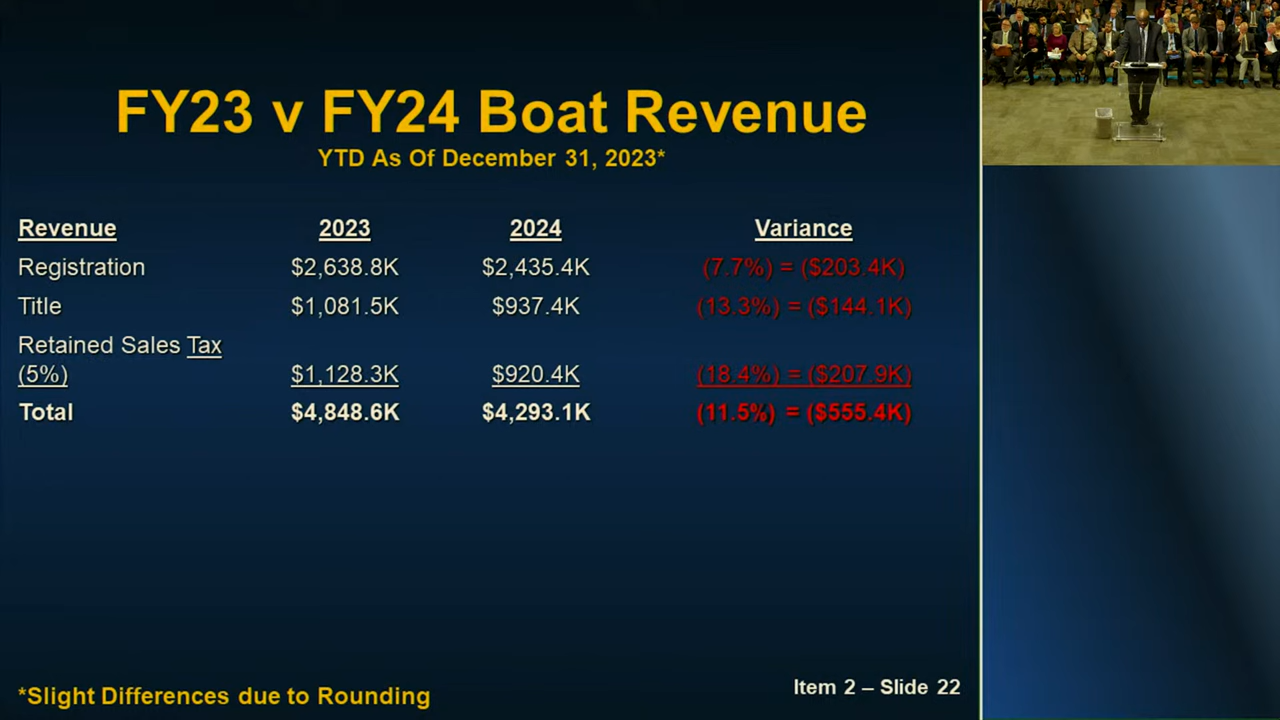 FY23 v FY24 Boat Revenue
YTD As Of December 31, 2023*
Revenue 2023 2024 Variance
Registration $2,638.8K $2,435.4K (7.7%) = ($203.4K)
Title $1,081.5K $937.4K (13.3%) = ($144.1K)
Retained Sales Tax
(5%) $1,128.3K $920.4K (18.4%) = ($207.9K)
Total $4,848.6K $4,293.1K (11.5%) = ($555.4K)
*Slight Differences due to Rounding
Item 2 – Slide 22